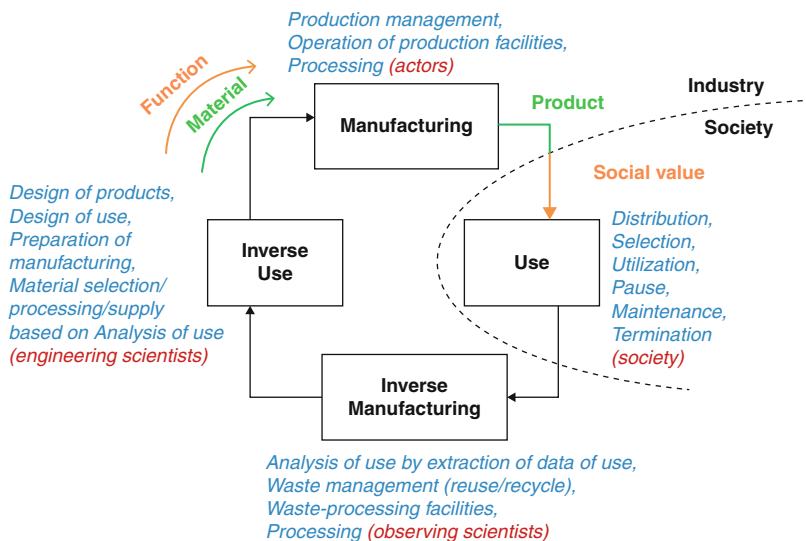 Production management,
Operation of production facilities,
Processing (actors)
Function
Material
Manufacturing
Product
Industry
Society
Social value
Design of products,
Design of use,
Preparation of
manufacturing,
Material selection/
processing/supply
based on Analysis of use
(engineering scientists)
Inverse
Use
Use
Distribution,
Selection,
Utilization,
Pause,
Maintenance,
Termination
(society)
Inverse
Manufacturing
Analysis of use by extraction of data of use,
Waste management (reuse/recycle),
Waste-processing facilities,
Processing (observing scientists)